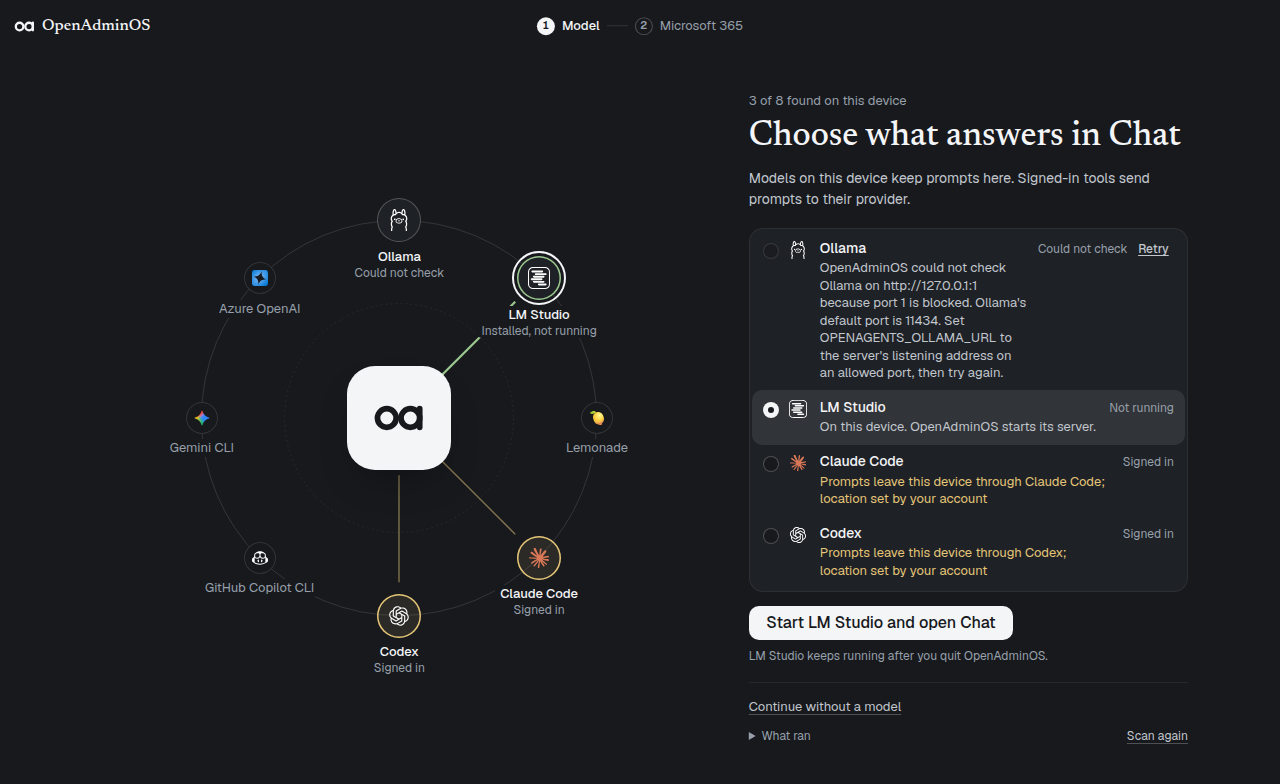 OpenAdminOS
1 Model
2 Microsoft 365
Ollama
Could not check
Azure OpenAI
LM Studio
Installed, not running
Gemini CLI
Lemonade
GitHub Copilot CLI
Claude Code
Signed in
Codex
Signed in
3 of 8 found on this device
Choose what answers in Chat
Models on this device keep prompts here. Signed-in tools send
prompts to their provider.
Ollama Could not check Retry
OpenAdminOS could not check
Ollama on http://127.0.0.1:1
because port 1 is blocked. Ollama's
default port is 11434. Set
OPENAGENTS_OLLAMA_URL to
the server's listening address on
an allowed port, then try again.
LM Studio Not running
On this device. OpenAdminOS starts its server.
Claude Code Signed in
Prompts leave this device through Claude Code;
location set by your account
Codex Signed in
Prompts leave this device through Codex;
location set by your account
Start LM Studio and open Chat
LM Studio keeps running after you quit OpenAdminOS.
Continue without a model
What ran Scan again